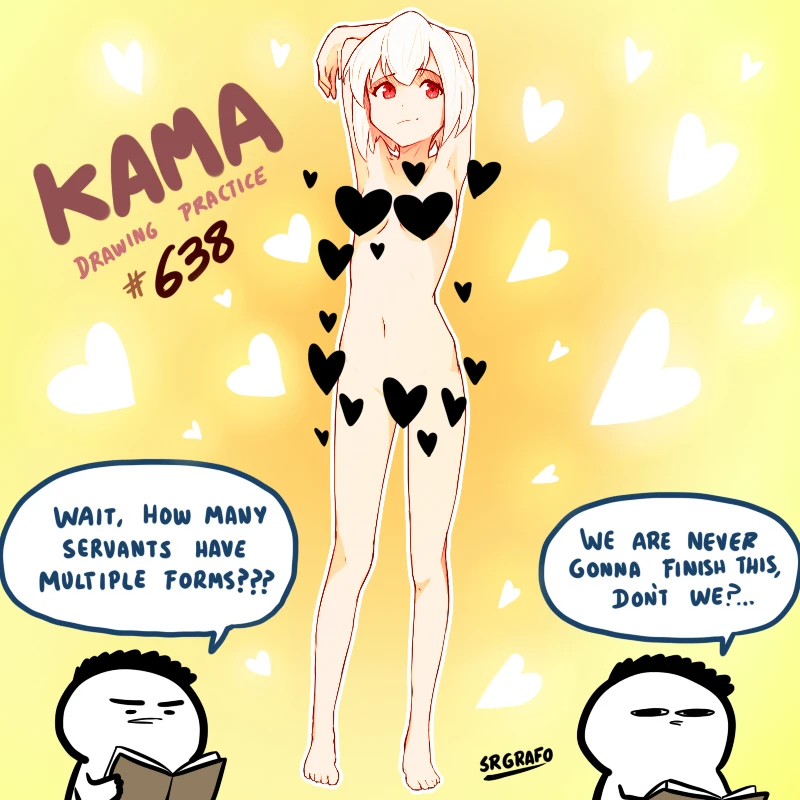 KAMA
DRAWING PRACTICE
#638
WAIT, HOW MANY
SERVANTS HAVE
MULTIPLE FORMS???
WE ARE NEVER
GONNA FINISH THIS,
DON'T WE?...
SRGRAFO